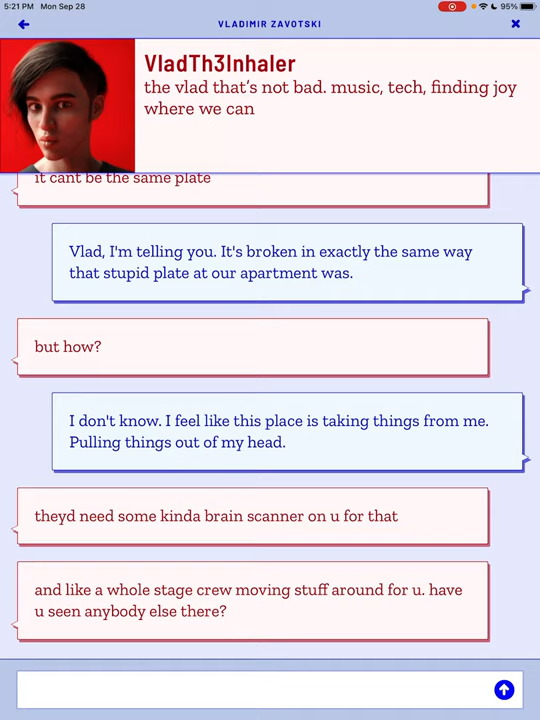 5:21 PM Mon Sep 28
95%
VLADIMIR ZAVOTSKI
VladTh3Inhaler
the vlad that's not bad. music, tech, finding joy
where we can
it cant be the same plate
Vlad, I'm telling you. It's broken in exactly the same way
that stupid plate at our apartment was.
but how?
I don't know. I feel like this place is taking things from me.
Pulling things out of my head.
theyd need some kinda brain scanner on u for that
and like a whole stage crew moving stuff around for u. have
u seen anybody else there?